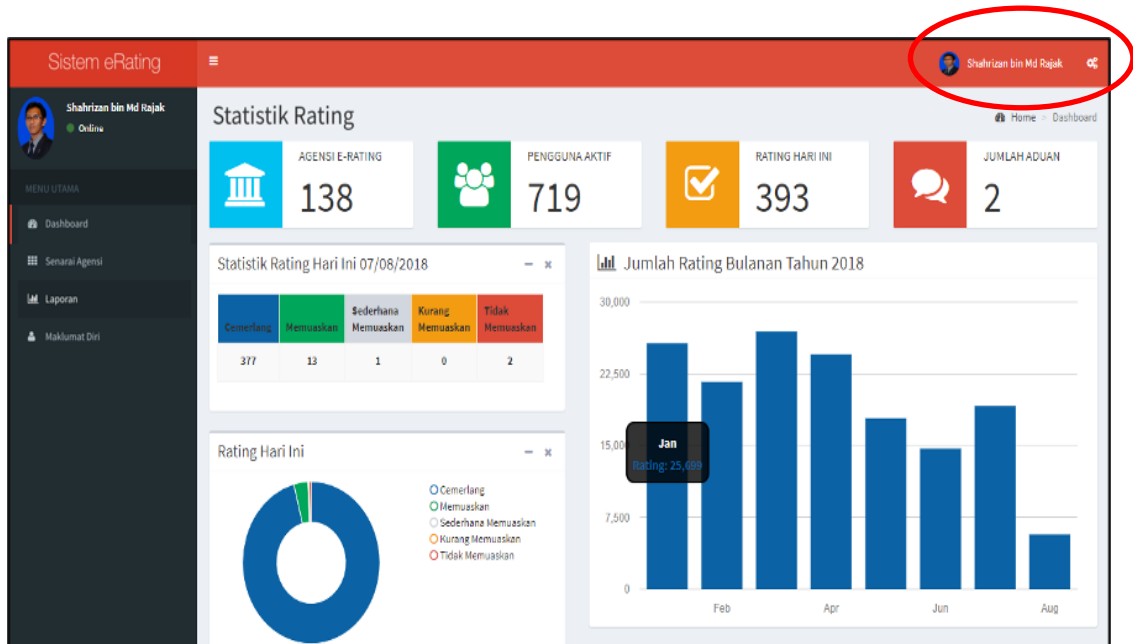 Sistem eRating
Shahrizan bin Md Rajak
Shahrizan bin Md Rajak
Online
MENU UTAMA
Dashboard
Senarai Agensi
Laporan
Maklumat Diri
Statistik Rating
Home > Dashboard
AGENSI E-RATING
138
PENGGUNA AKTIF
719
RATING HARI INI
393
JUMLAH ADUAN
2
Statistik Rating Hari Ini 07/08/2018
Cemerlang Memuaskan Sederhana Memuaskan Kurang Memuaskan Tidak Memuaskan
377 13 1 0 2
Rating Hari Ini
Cemerlang
Memuaskan
Sederhana Memuaskan
Kurang Memuaskan
Tidak Memuaskan
Jumlah Rating Bulanan Tahun 2018
30,000
22,500
15,000
7,500
0
Jan
Rating: 25,699
Feb Apr Jun Aug